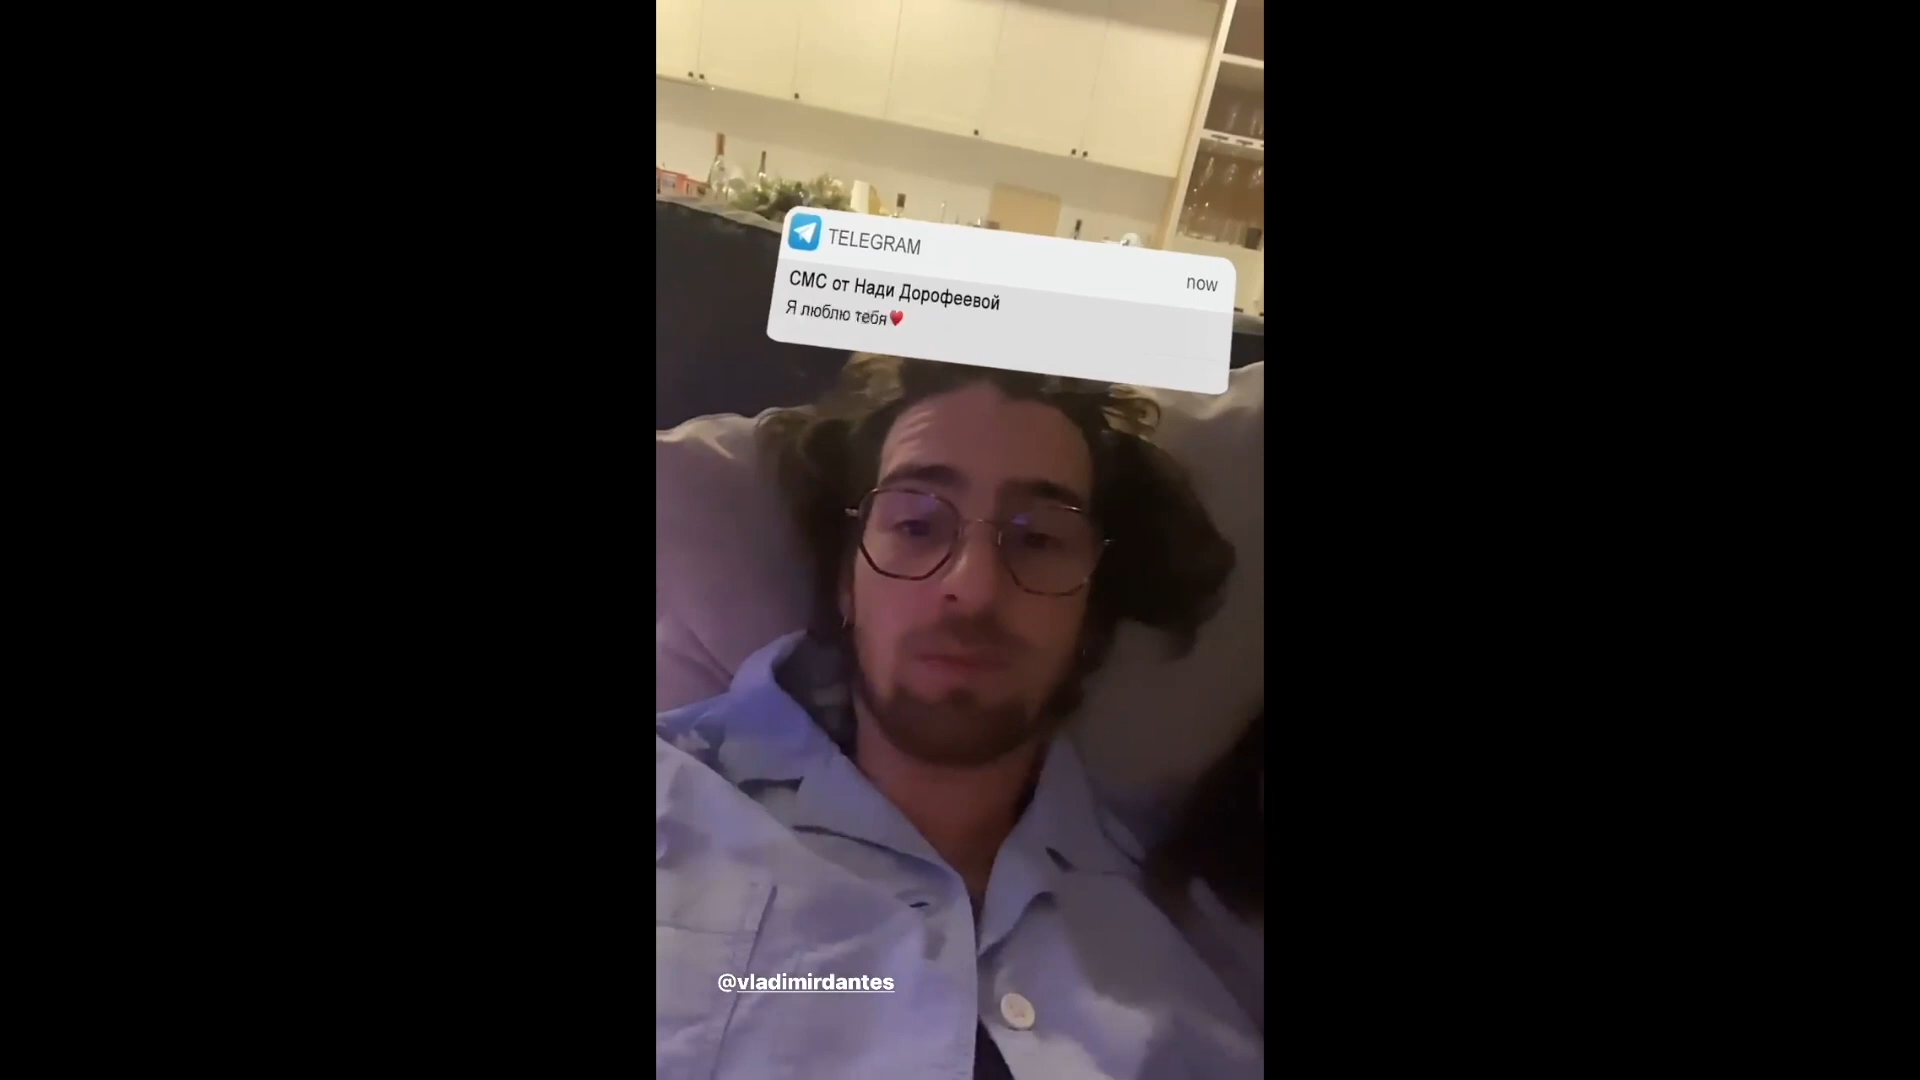 TELEGRAM
now
СМС от Нади Дорофеевой
Я люблю тебя♥
@vladimirdantes